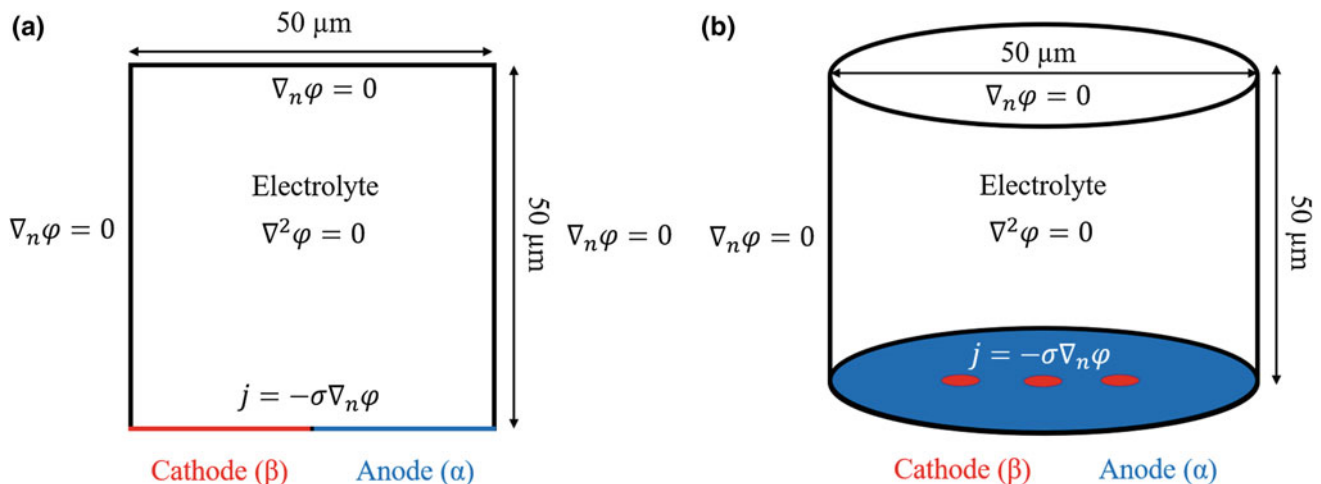 (a)
50 µm
∇ₙφ = 0
Electrolyte
∇²φ = 0
∇ₙφ = 0
50 µm
∇ₙφ = 0
j = −σ∇ₙφ
Cathode (β)
Anode (α)
(b)
50 µm
∇ₙφ = 0
Electrolyte
∇²φ = 0
∇ₙφ = 0
50 µm
j = −σ∇ₙφ
Cathode (β)
Anode (α)